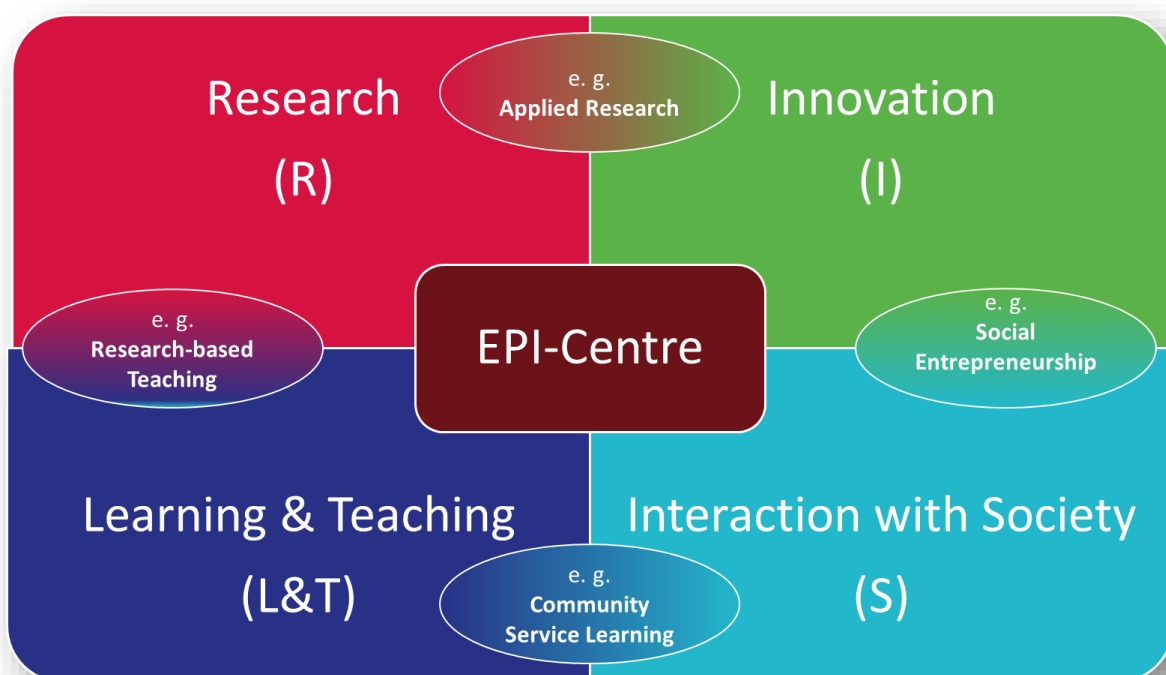 Research
(R)
e. g.
Applied Research
Innovation
(I)
e. g.
Research-based
Teaching
EPI-Centre
e. g.
Social
Entrepreneurship
Learning & Teaching
(L&T)
e. g.
Community
Service Learning
Interaction with Society
(S)